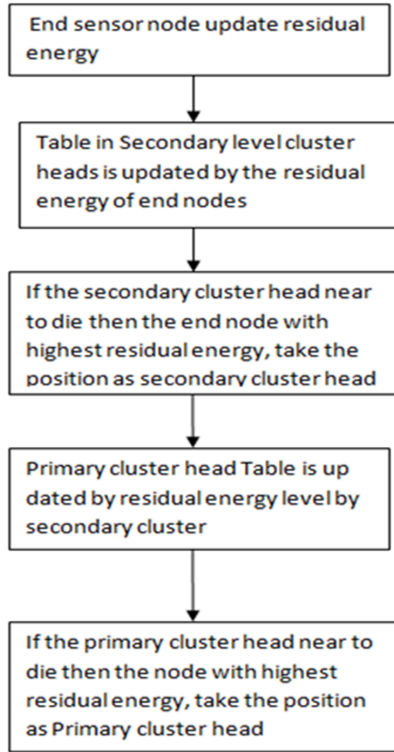 End sensor node update residual
energy
Table in Secondary level cluster
heads is updated by the residual
energy of end nodes
If the secondary cluster head near
to die then the end node with
highest residual energy, take the
position as secondary cluster head
Primary cluster head Table is up
dated by residual energy level by
secondary cluster
If the primary cluster head near to
die then the node with highest
residual energy, take the position
as Primary cluster head